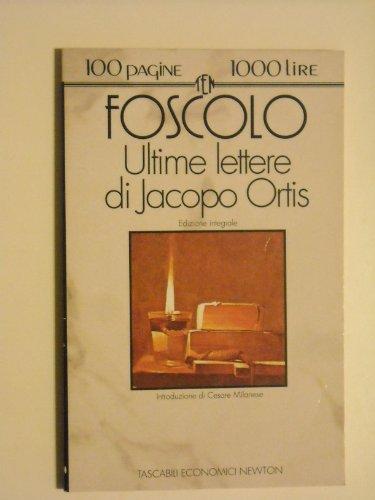 100 pagine 1000 lire
TEN
FOSCOLO
Ultime lettere
di Jacopo Ortis
Edizione integrale
Introduzione di Cesare Milanese
TASCABILI ECONOMICI NEWTON